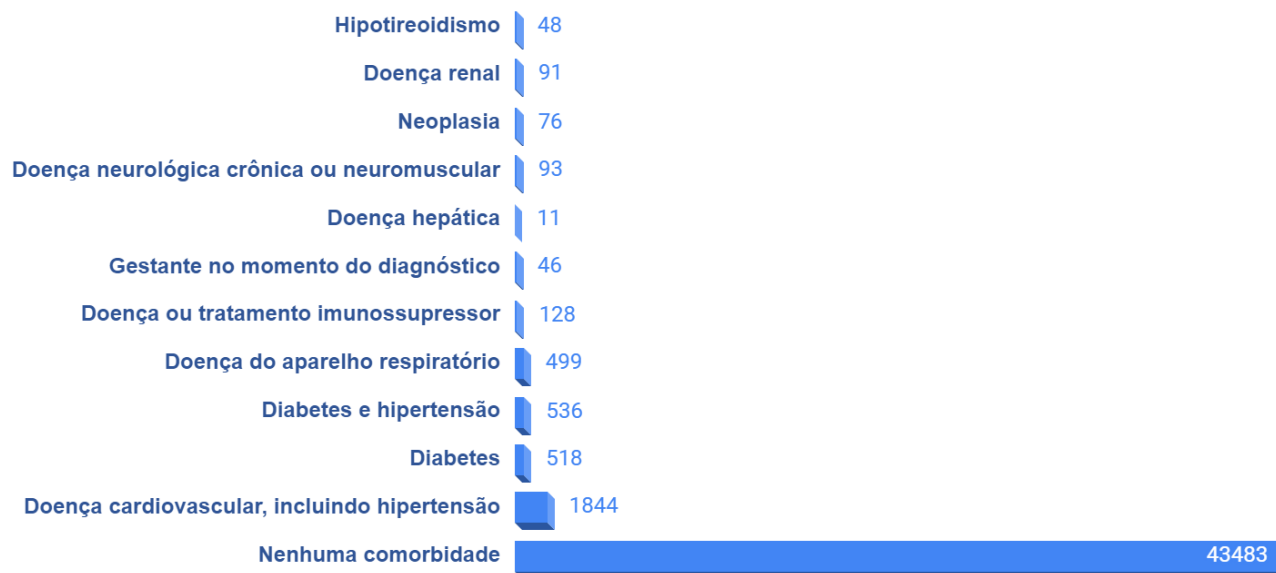 Hipotireoidismo 48
Doença renal 91
Neoplasia 76
Doença neurológica crônica ou neuromuscular 93
Doença hepática 11
Gestante no momento do diagnóstico 46
Doença ou tratamento imunossupressor 128
Doença do aparelho respiratório 499
Diabetes e hipertensão 536
Diabetes 518
Doença cardiovascular, incluindo hipertensão 1844
Nenhuma comorbidade 43483